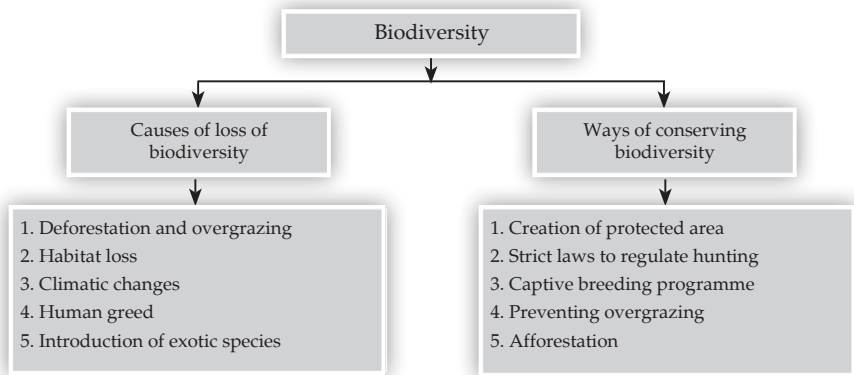 Biodiversity
Causes of loss of
biodiversity
Ways of conserving
biodiversity
1. Deforestation and overgrazing
2. Habitat loss
3. Climatic changes
4. Human greed
5. Introduction of exotic species
1. Creation of protected area
2. Strict laws to regulate hunting
3. Captive breeding programme
4. Preventing overgrazing
5. Afforestation